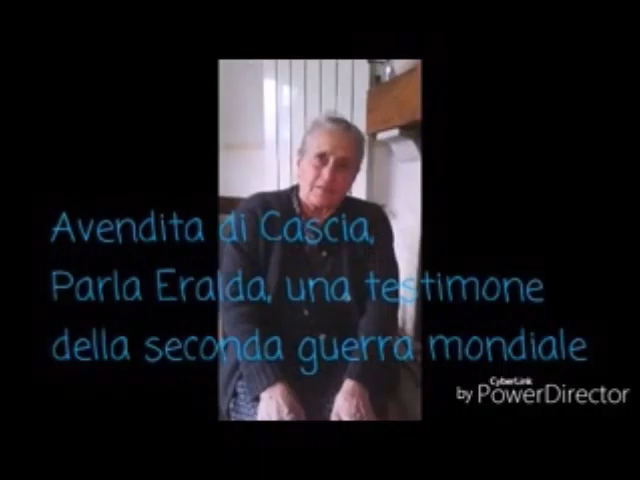 Avendita di Cascia,
Parla Eralda, una testimone
della seconda guerra mondiale
CyberLink
by PowerDirector